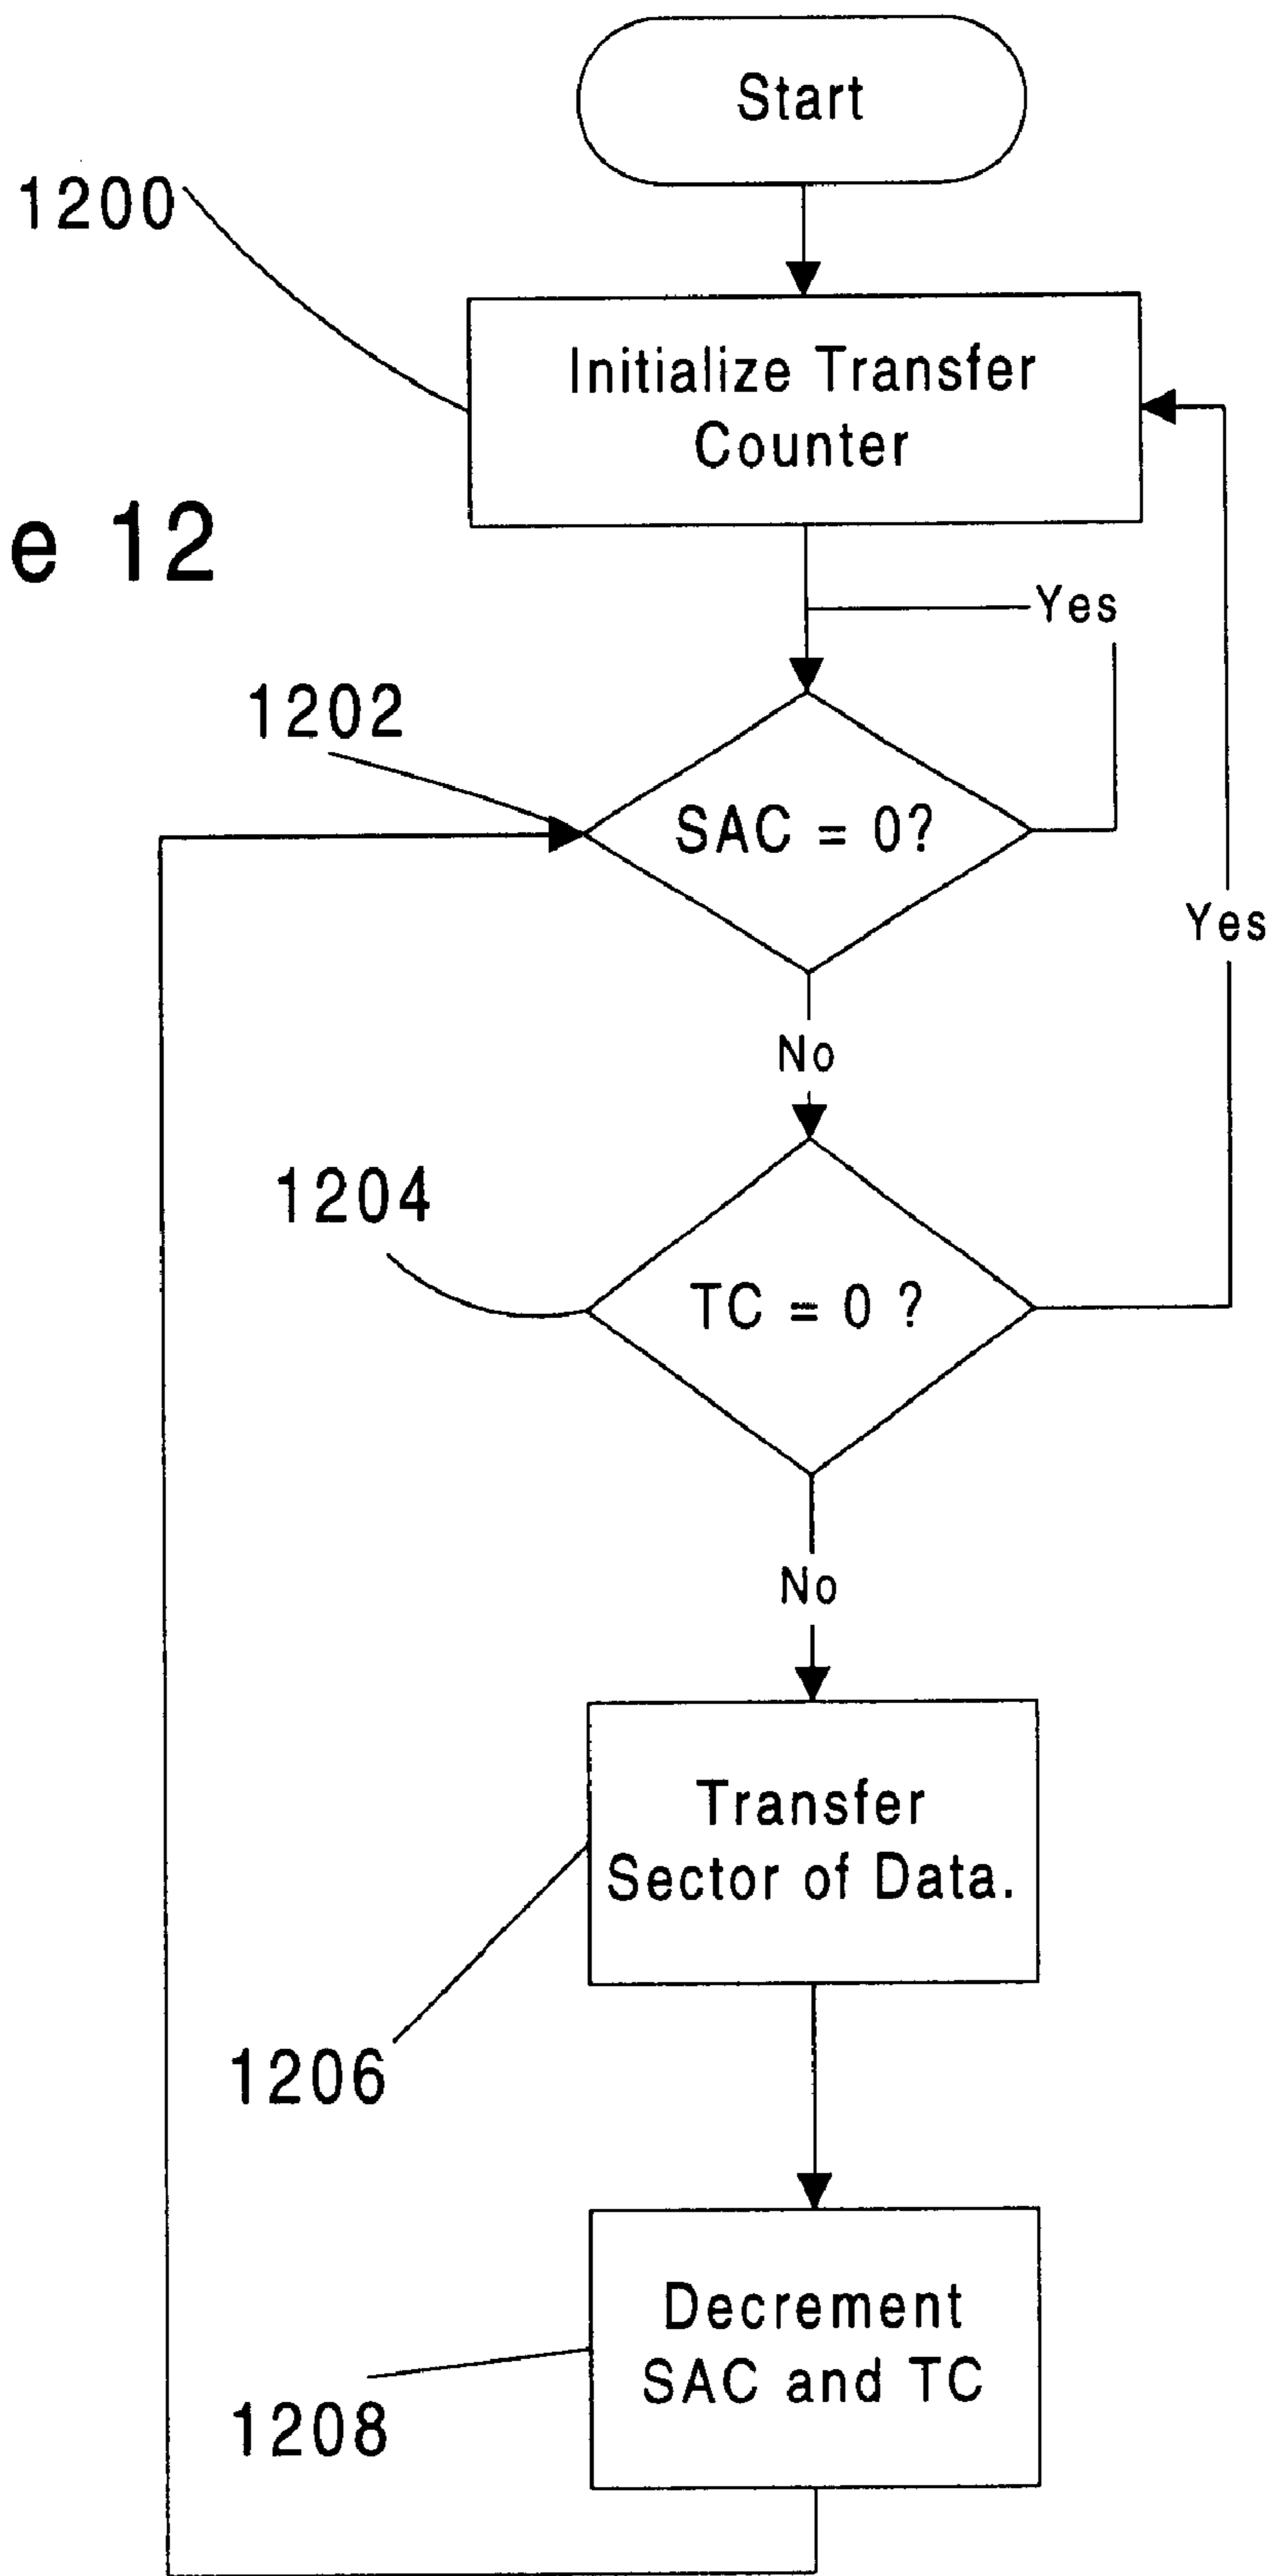 Start
1200
Initialize Transfer
Counter
e 12
Yes
1202
SAC = 0?
Yes
No
1204
TC = 0 ?
No
Transfer
Sector of Data.
1206
Decrement
SAC and TC
1208